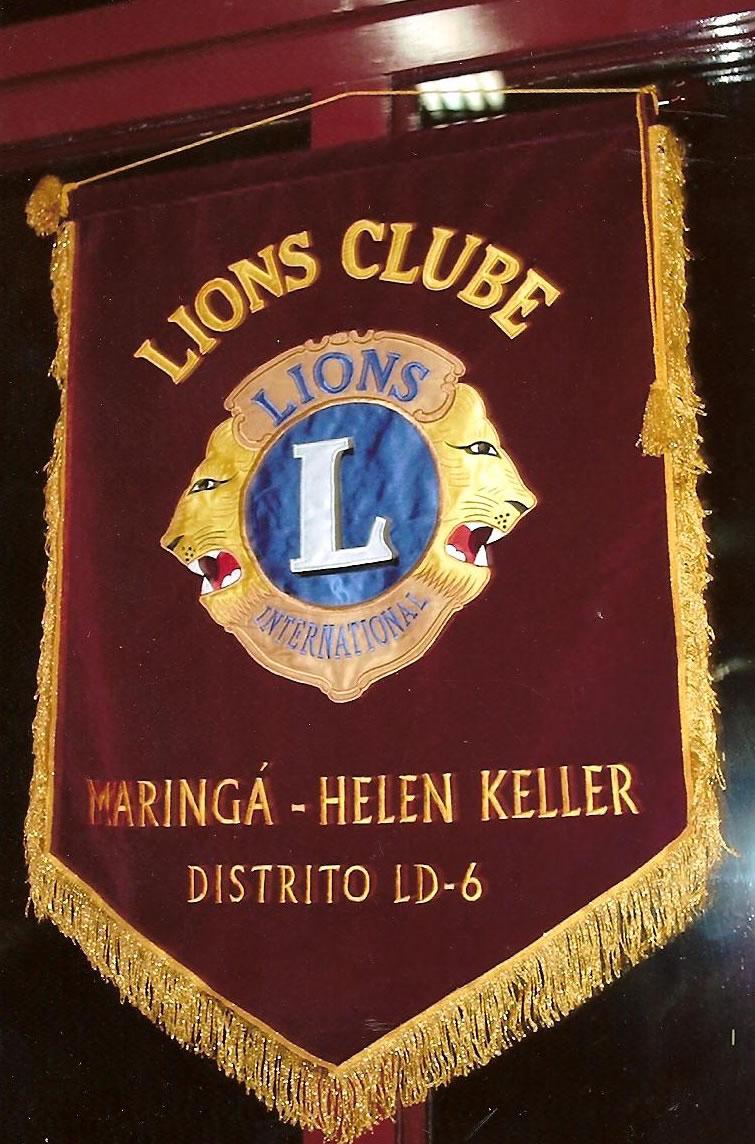 LIONS CLUBE
LIONS
L
INTERNATIONAL
MARINGÁ - HELEN KELLER
DISTRITO LD-6